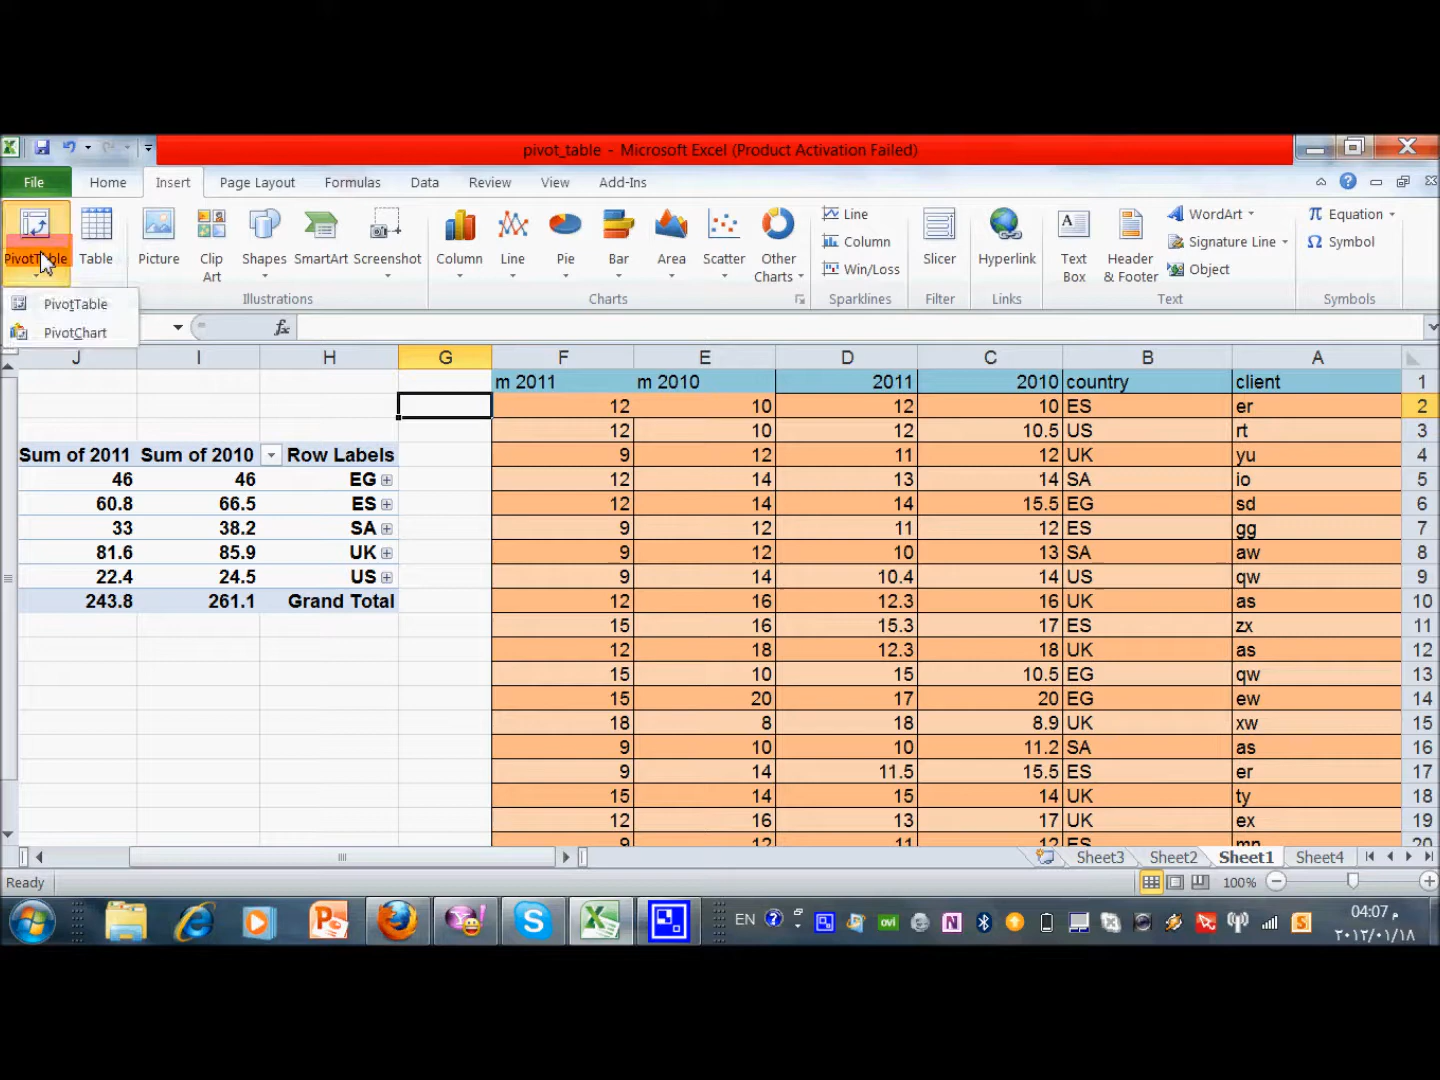 pivot_table - Microsoft Excel (Product Activation Failed)
File Home Insert Page Layout Formulas Data Review View Add-Ins
PivotTable Table Picture Clip Art Shapes SmartArt Screenshot Column Line Pie Bar Area Scatter Other Charts Line Column Win/Loss Slicer Hyperlink Text Box Header & Footer WordArt Signature Line Object Equation Symbol
Illustrations Charts Sparklines Filter Links Text Symbols
PivotTable
PivotChart
fx
J I H G F E D C B A
m 2011 m 2010 2011 2010 country client 1
12 10 12 10 ES er 2
12 10 12 10.5 US rt 3
Sum of 2011 Sum of 2010 Row Labels 9 12 11 12 UK yu 4
46 46 EG 12 14 13 14 SA io 5
60.8 66.5 ES 12 14 14 15.5 EG sd 6
33 38.2 SA 9 12 11 12 ES gg 7
81.6 85.9 UK 9 12 10 13 SA aw 8
22.4 24.5 US 9 14 10.4 14 US qw 9
243.8 261.1 Grand Total 12 16 12.3 16 UK as 10
15 16 15.3 17 ES zx 11
12 18 12.3 18 UK as 12
15 10 15 10.5 EG qw 13
15 20 17 20 EG ew 14
18 8 18 8.9 UK xw 15
9 10 10 11.2 SA as 16
9 14 11.5 15.5 ES er 17
15 14 15 14 UK ty 18
12 16 13 17 UK ex 19
9 12 11 12 ES mn 20
Sheet3 Sheet2 Sheet1 Sheet4
Ready 100%
EN ovi 04:07 م
٢٠١٢/٠١/١٨